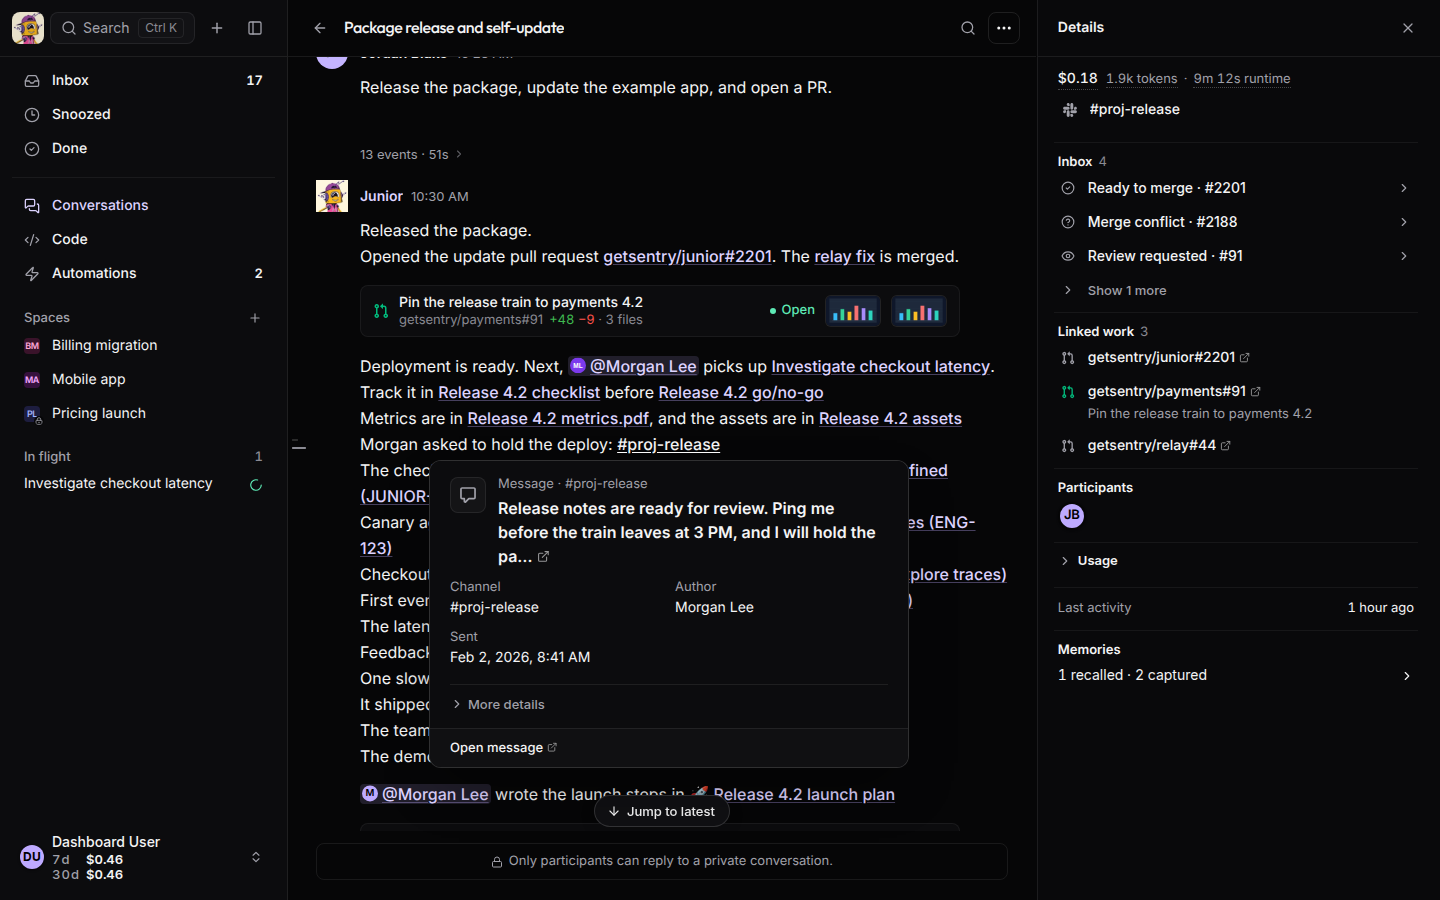 Search
Ctrl K
Inbox
17
Snoozed
Done
Conversations
Code
Automations
2
Spaces
BM
Billing migration
MA
Mobile app
PL
Pricing launch
In flight
1
Investigate checkout latency
DU
Dashboard User
7d $0.46
30d $0.46
Package release and self-update
Release the package, update the example app, and open a PR.
13 events · 51s
Junior 10:30 AM
Released the package.
Opened the update pull request getsentry/junior#2201. The relay fix is merged.
Pin the release train to payments 4.2
getsentry/payments#91 +48 −9 · 3 files
Open
Deployment is ready. Next, ML @Morgan Lee picks up Investigate checkout latency.
Track it in Release 4.2 checklist before Release 4.2 go/no-go
Metrics are in Release 4.2 metrics.pdf, and the assets are in Release 4.2 assets
Morgan asked to hold the deploy: #proj-release
The chec
fined
(JUNIOR-
Canary a
es (ENG-
123)
Checkout
plore traces)
First ever
)
The laten
Feedback
One slow
It shipped
The team
The demo
Message · #proj-release
Release notes are ready for review. Ping me
before the train leaves at 3 PM, and I will hold the
pa...
Channel
#proj-release
Author
Morgan Lee
Sent
Feb 2, 2026, 8:41 AM
More details
Open message
M @Morgan Lee wrote the launch steps in 🚀 Release 4.2 launch plan
Jump to latest
Only participants can reply to a private conversation.
Details
$0.18 1.9k tokens · 9m 12s runtime
#proj-release
Inbox 4
Ready to merge · #2201
Merge conflict · #2188
Review requested · #91
Show 1 more
Linked work 3
getsentry/junior#2201
getsentry/payments#91
Pin the release train to payments 4.2
getsentry/relay#44
Participants
JB
Usage
Last activity
1 hour ago
Memories
1 recalled · 2 captured